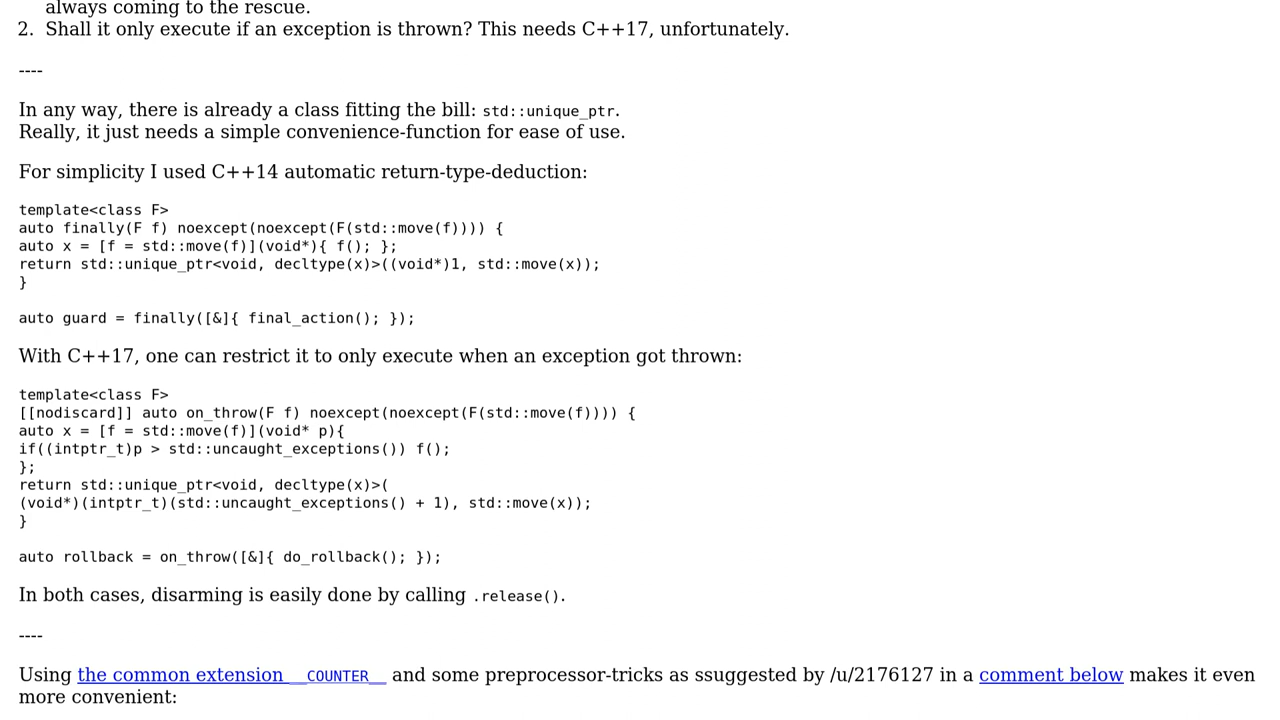 always coming to the rescue.
2. Shall it only execute if an exception is thrown? This needs C++17, unfortunately.
----
In any way, there is already a class fitting the bill: std::unique_ptr.
Really, it just needs a simple convenience-function for ease of use.
For simplicity I used C++14 automatic return-type-deduction:
template<class F>
auto finally(F f) noexcept(noexcept(F(std::move(f)))) {
auto x = [f = std::move(f)](void*){ f(); };
return std::unique_ptr<void, decltype(x)>((void*)1, std::move(x));
}
auto guard = finally([&]{ final_action(); });
With C++17, one can restrict it to only execute when an exception got thrown:
template<class F>
[[nodiscard]] auto on_throw(F f) noexcept(noexcept(F(std::move(f)))) {
auto x = [f = std::move(f)](void* p){
if((intptr_t)p > std::uncaught_exceptions()) f();
};
return std::unique_ptr<void, decltype(x)>(
(void*)(intptr_t)(std::uncaught_exceptions() + 1), std::move(x));
}
auto rollback = on_throw([&]{ do_rollback(); });
In both cases, disarming is easily done by calling .release().
----
Using the common extension __COUNTER__ and some preprocessor-tricks as ssuggested by /u/2176127 in a comment below makes it even
more convenient: